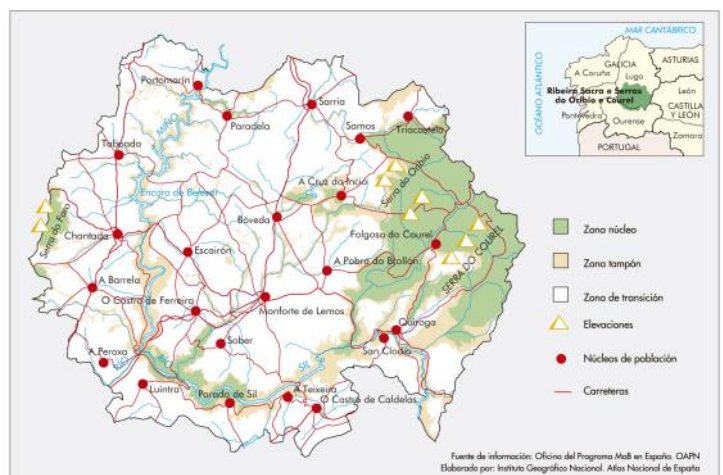 MAR CANTÁBRICO
OCÉANO ATLÁNTICO
GALICIA
ASTURIAS
A Coruña
Lugo
Ribeira Sacra e Serras
do Oribio e Courel
León
CASTILLA
Y LEÓN
Pontevedra
Ourense
Zamora
PORTUGAL
Portomarín
Sarria
MIÑO
Paradela
Samos
Triacastela
Taboada
Encoro de Belesar
A Cruz do Incio
Serra do Oribio
Serra do Faro
Bóveda
Chantada
Folgoso do Courel
Escairón
SERRA DO COUREL
A Pobra do Brollón
A Barrela
O Castro de Ferreira
Monforte de Lemos
Quiroga
Sober
San Clodio
A Peroxa
SIL
Luíntra
Parada de Sil
A Teixeira
O Castro de Caldelas
Zona núcleo
Zona tampón
Zona de transición
Elevaciones
Núcleos de población
Carreteras
Fuente de información: Oficina del Programa MaB en España. OAPN
Elaborado por: Instituto Geográfico Nacional. Atlas Nacional de España